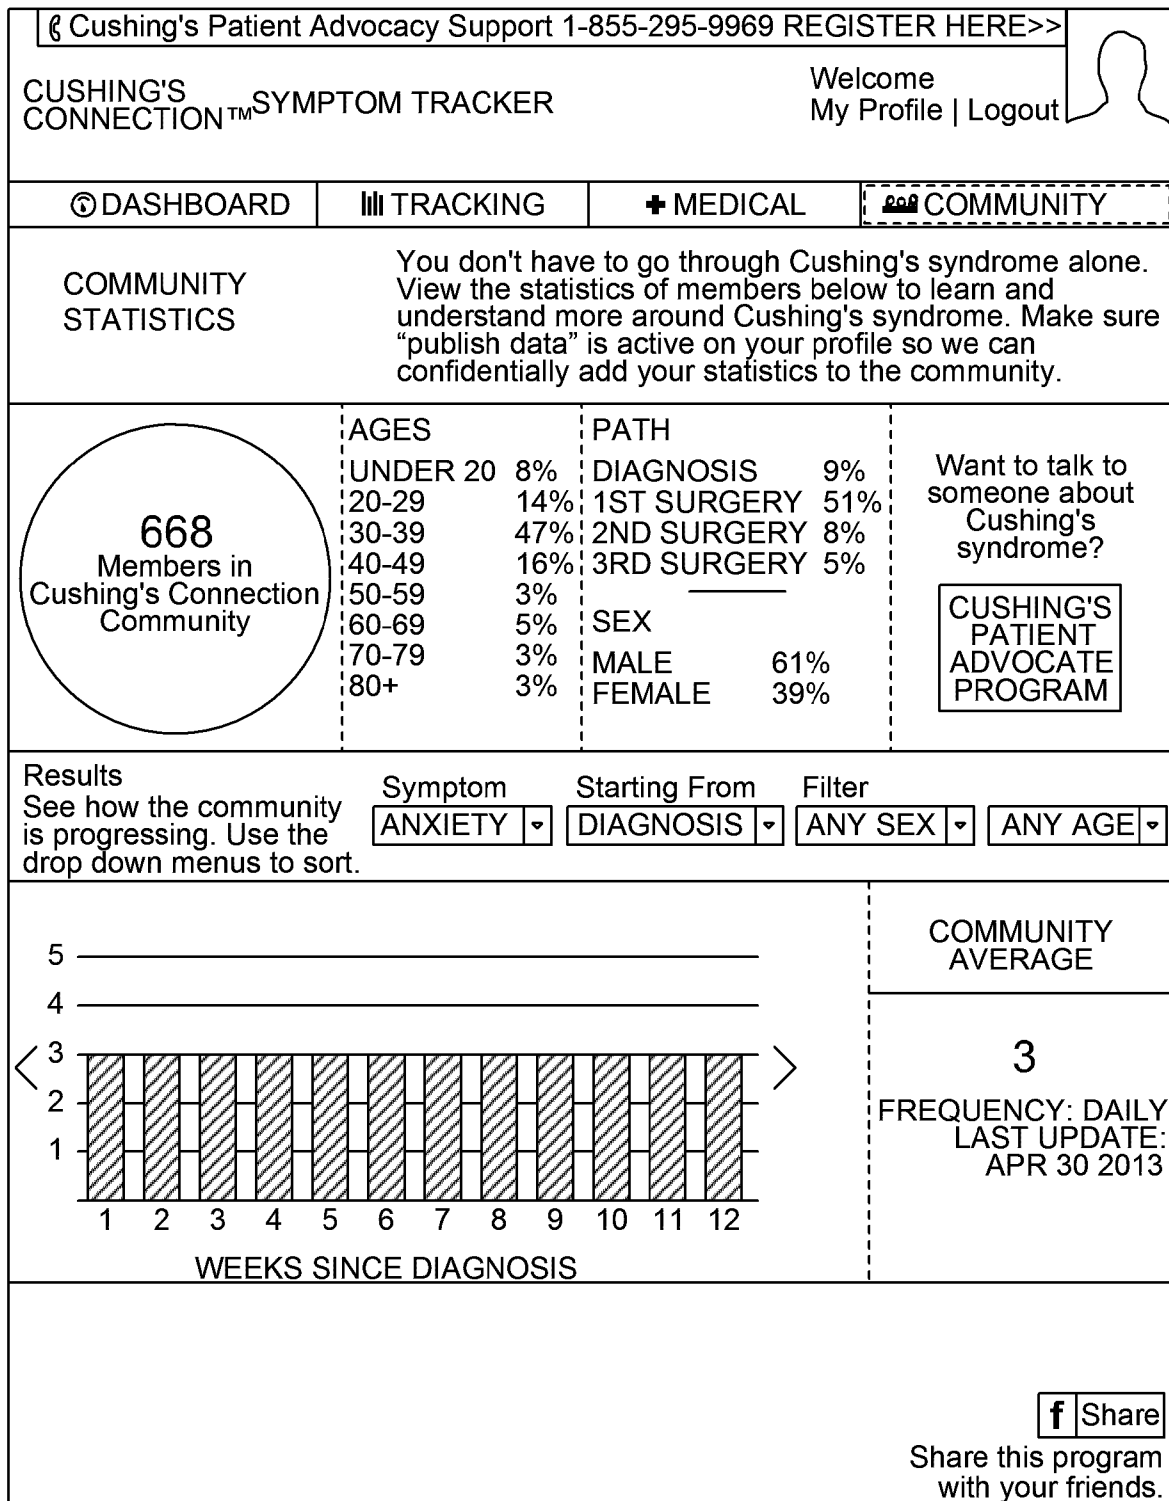 Cushing's Patient Advocacy Support 1-855-295-9969 REGISTER HERE>>
CUSHING'S
CONNECTION™ SYMPTOM TRACKER
Welcome
My Profile | Logout
DASHBOARD
TRACKING
MEDICAL
COMMUNITY
COMMUNITY
STATISTICS
You don't have to go through Cushing's syndrome alone.
View the statistics of members below to learn and
understand more around Cushing's syndrome. Make sure
“publish data” is active on your profile so we can
confidentially add your statistics to the community.
668
Members in
Cushing's Connection
Community
AGES
UNDER 20 8%
20-29 14%
30-39 47%
40-49 16%
50-59 3%
60-69 5%
70-79 3%
80+ 3%
PATH
DIAGNOSIS 9%
1ST SURGERY 51%
2ND SURGERY 8%
3RD SURGERY 5%
SEX
MALE 61%
FEMALE 39%
Want to talk to
someone about
Cushing's
syndrome?
CUSHING'S
PATIENT
ADVOCATE
PROGRAM
Results
See how the community
is progressing. Use the
drop down menus to sort.
Symptom
ANXIETY
Starting From
DIAGNOSIS
Filter
ANY SEX
ANY AGE
5
4
3
2
1
1 2 3 4 5 6 7 8 9 10 11 12
WEEKS SINCE DIAGNOSIS
COMMUNITY
AVERAGE
3
FREQUENCY: DAILY
LAST UPDATE:
APR 30 2013
f Share
Share this program
with your friends.